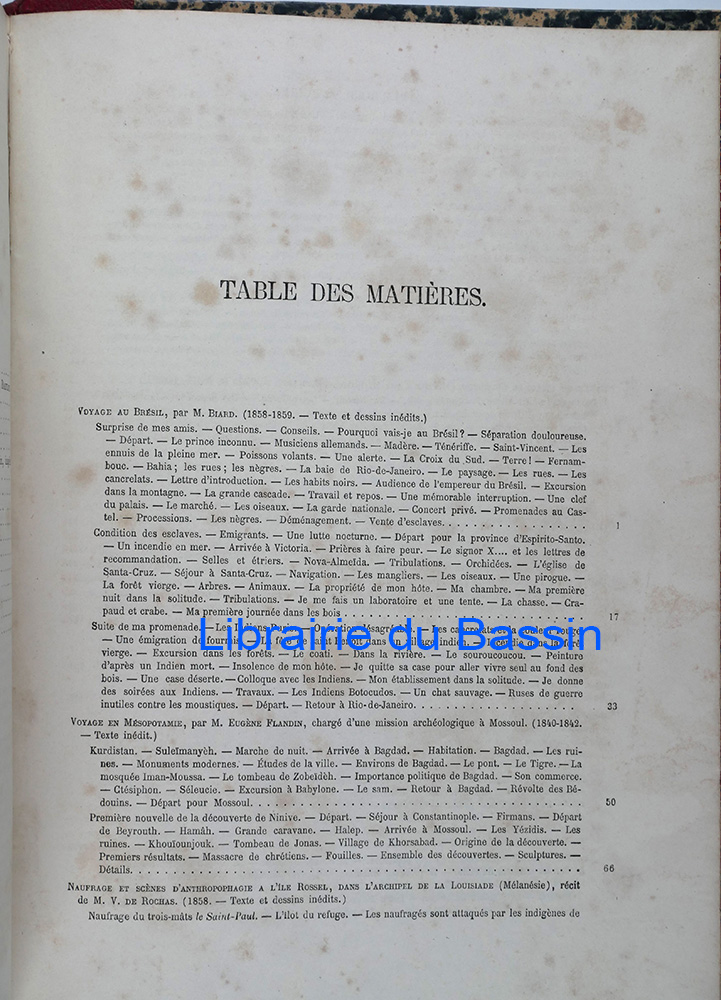 TABLE DES MATIÈRES.
VOYAGE AU BRÉSIL, par M. BIARD. (1858-1859. — Texte et dessins inédits.)
Surprise de mes amis. — Questions. — Conseils. — Pourquoi vais-je au Brésil? — Séparation douloureuse.
— Départ. — Le prince inconnu. — Musiciens allemands. — Madère. — Ténériffe. — Saint-Vincent. — Les
ennuis de la pleine mer. — Poissons volants. — Une alerte. — La Croix du Sud. — Terre! — Fernam-
bouc. — Bahia; les rues; les nègres. — La baie de Rio-de-Janeiro. — Le paysage. — Les rues. — Les
cancrelats. — Lettre d'introduction. — Les habits noirs. — Audience de l'empereur du Brésil. — Excursion
dans la montagne. — La grande cascade. — Travail et repos. — Une mémorable interruption. — Une clef
du palais. — Le marché. — Les oiseaux. — La garde nationale. — Concert privé. — Promenades au Cas-
tel. — Processions. — Les nègres. — Déménagement. — Vente d'esclaves. . . . . . . . . . . . . . . . . . 1
Condition des esclaves. — Emigrants. — Une lutte nocturne. — Départ pour la province d'Espirito-Santo.
— Un incendie en mer. — Arrivée à Victoria. — Prières à faire peur. — Le signor X.... et les lettres de
recommandation. — Selles et étriers. — Nova-Almeïda. — Tribulations. — Orchidées. — L'église de
Santa-Cruz. — Séjour à Santa-Cruz. — Navigation. — Les mangliers. — Les oiseaux. — Une pirogue. —
La forêt vierge. — Arbres. — Animaux. — La propriété de mon hôte. — Ma chambre. — Ma première
nuit dans la solitude. — Tribulations. — Je me fais un laboratoire et une tente. — La chasse. — Cra-
paud et crabe. — Ma première journée dans les bois . . . . . . . . . . . . . . . . . . . . . . . . . . . 17
Suite de ma promenade. — Les Indiens
Librairie du Bassin
— Une émigration de fourmis. — La fête de saint Benoît dans un village indien.
vierge. — Excursion dans les forêts. — Le coati. — Dans la rivière. — Le souroucoucou. — Peinture
d'après un Indien mort. — Insolence de mon hôte. — Je quitte sa case pour aller vivre seul au fond des
bois. — Une case déserte. — Colloque avec les Indiens. — Mon établissement dans la solitude. — Je donne
des soirées aux Indiens. — Travaux. — Les Indiens Botocudos. — Un chat sauvage. — Ruses de guerre
inutiles contre les moustiques. — Départ. — Retour à Rio-de-Janeiro. . . . . . . . . . . . . . . . . . . 33
VOYAGE EN MÉSOPOTAMIE, par M. EUGÈNE FLANDIN, chargé d'une mission archéologique à Mossoul. (1840-1842.
— Texte inédit.)
Kurdistan. — Suleïmanyèh. — Marche de nuit. — Arrivée à Bagdad. — Habitation. — Bagdad. — Les rui-
nes. — Monuments modernes. — Études de la ville. — Environs de Bagdad. — Le pont. — Le Tigre. — La
mosquée Iman-Moussa. — Le tombeau de Zobeïdèh. — Importance politique de Bagdad. — Son commerce.
— Ctésiphon. — Séleucie. — Excursion à Babylone. — Le sam. — Retour à Bagdad. — Révolte des Bé-
douins. — Départ pour Mossoul. . . . . . . . . . . . . . . . . . . . . . . . . . . . . . . . . . . . . . 50
Première nouvelle de la découverte de Ninive. — Départ. — Séjour à Constantinople. — Firmans. — Départ
de Beyrouth. — Hamâh. — Grande caravane. — Halep. — Arrivée à Mossoul. — Les Yézidis. — Les
ruines. — Khouïounjouk. — Tombeau de Jonas. — Village de Khorsabad. — Origine de la découverte. —
Premiers résultats. — Massacre de chrétiens. — Fouilles. — Ensemble des découvertes. — Sculptures. —
Détails. . . . . . . . . . . . . . . . . . . . . . . . . . . . . . . . . . . . . . . . . . . . . . . . . 66
NAUFRAGE ET SCÈNES D'ANTHROPOPHAGIE A L'ÎLE ROSSEL, DANS L'ARCHIPEL DE LA LOUISIADE (Mélanésie), récit
de M. V. DE ROCHAS. (1858. — Texte et dessins inédits.)
Naufrage du trois-mâts le Saint-Paul. — L'îlot du refuge. — Les naufragés sont attaqués par les indigènes de